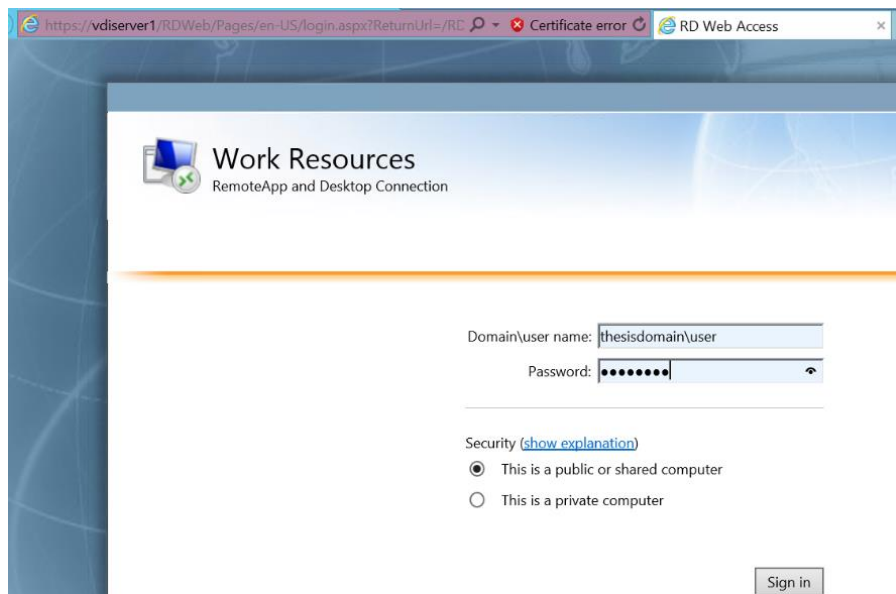 https://vdiserver1/RDWeb/Pages/en-US/login.aspx?ReturnUrl=/RD Certificate error RD Web Access
Work Resources
RemoteApp and Desktop Connection
Domain\user name: thesisdomain\user
Password: ●●●●●●●●
Security (show explanation)
This is a public or shared computer
This is a private computer
Sign in